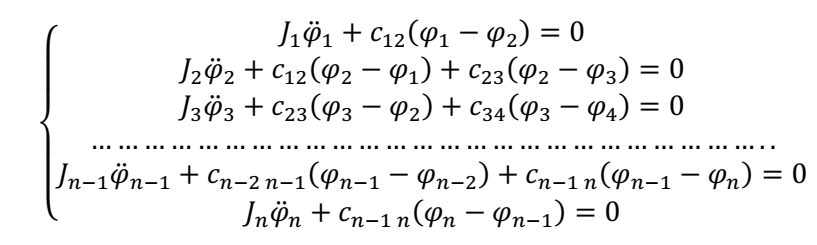 J₁φ̈₁ + c₁₂(φ₁ − φ₂) = 0
J₂φ̈₂ + c₁₂(φ₂ − φ₁) + c₂₃(φ₂ − φ₃) = 0
J₃φ̈₃ + c₂₃(φ₃ − φ₂) + c₃₄(φ₃ − φ₄) = 0
… … … … … … … … … … … … … … … … … … … … … … … … … ..
Jₙ₋₁φ̈ₙ₋₁ + cₙ₋₂ ₙ₋₁(φₙ₋₁ − φₙ₋₂) + cₙ₋₁ ₙ(φₙ₋₁ − φₙ) = 0
Jₙφ̈ₙ + cₙ₋₁ ₙ(φₙ − φₙ₋₁) = 0